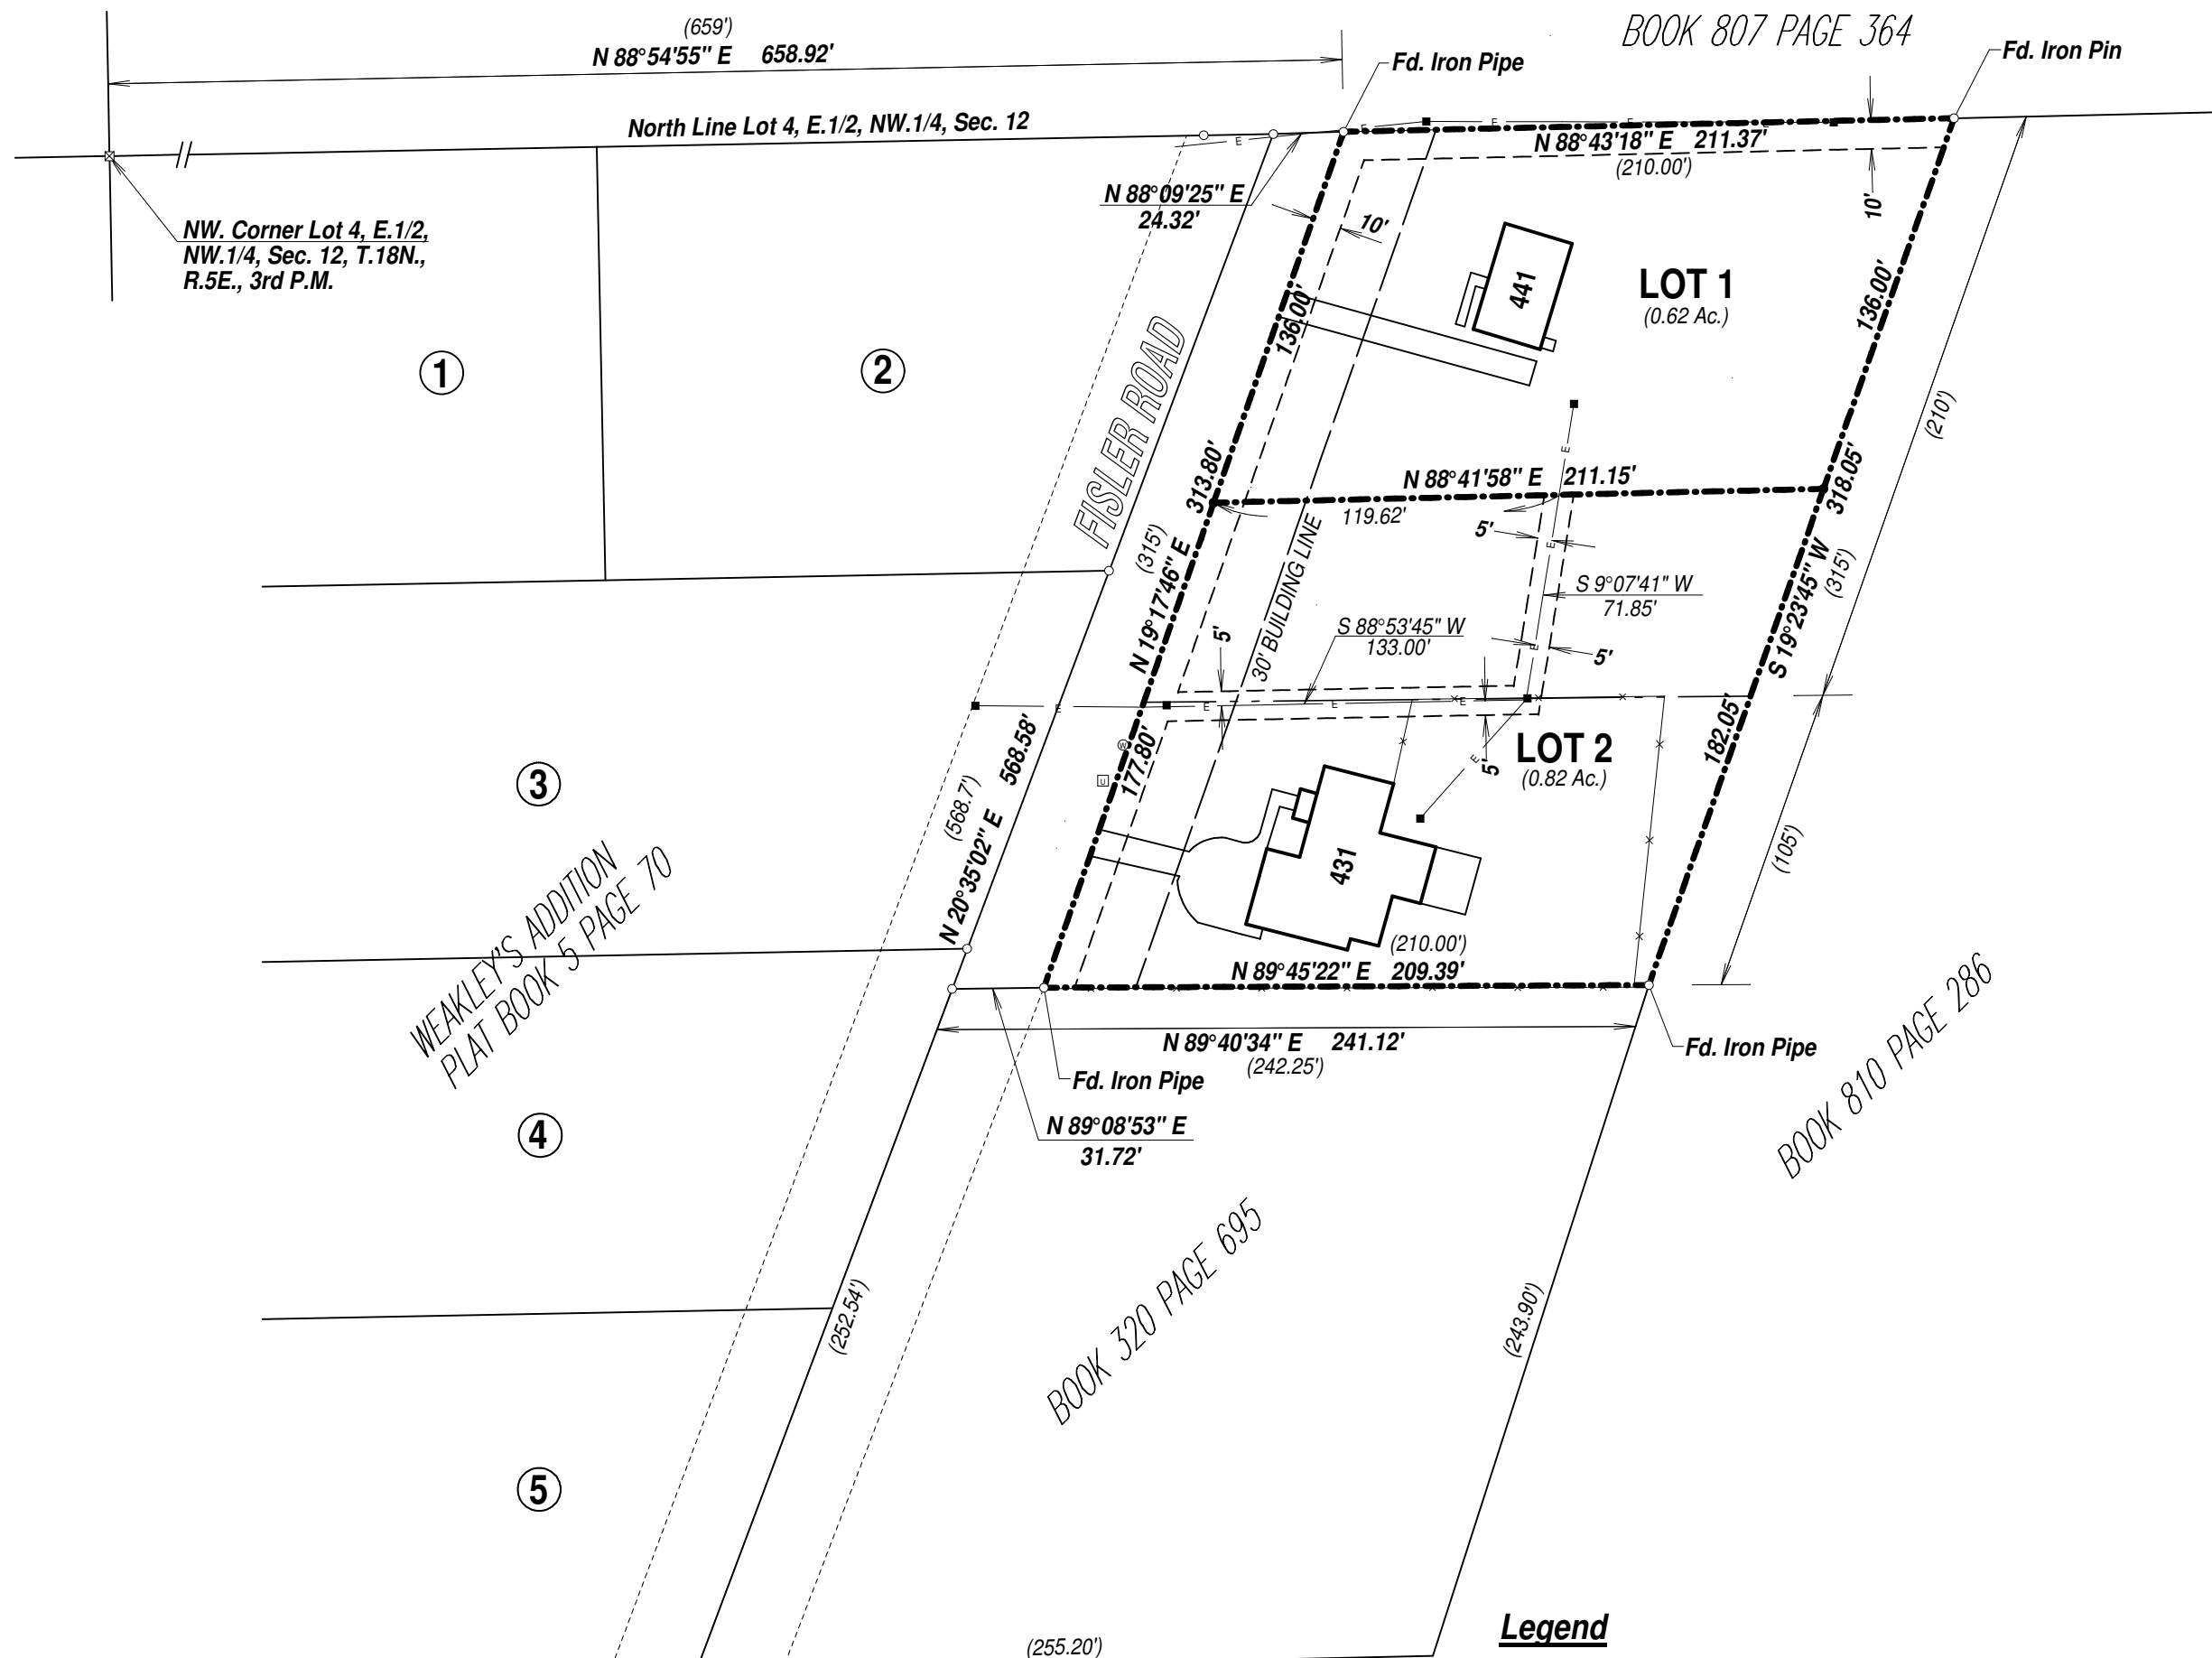 (659')
N 88°54'55" E 658.92'
BOOK 807 PAGE 364
Fd. Iron Pipe
Fd. Iron Pin
North Line Lot 4, E.1/2, NW.1/4, Sec. 12
E
E
E
E
N 88°43'18" E 211.37'
(210.00')
N 88°09'25" E
24.32'
10'
10'
NW. Corner Lot 4, E.1/2,
NW.1/4, Sec. 12, T.18N.,
R.5E., 3rd P.M.
441
LOT 1
(0.62 Ac.)
136.00'
136.00'
1
2
FISLER ROAD
(210')
E
313.80'
N 88°41'58" E 211.15'
318.05'
119.62'
5'
E
(315')
N 19°17'46" E
30' BUILDING LINE
S 9°07'41" W
71.85'
S 19°23'45" W
(315')
S 88°53'45" W
133.00'
5'
E
5'
E
E
E
E
568.58'
W
U
177.80'
LOT 2
(0.82 Ac.)
E
5'
182.05'
3
(568.7')
N 20°35'02" E
431
(105')
WEAKLEY'S ADDITION
PLAT BOOK 5 PAGE 70
(210.00')
N 89°45'22" E 209.39'
N 89°40'34" E 241.12'
(242.25')
Fd. Iron Pipe
Fd. Iron Pipe
N 89°08'53" E
31.72'
BOOK 810 PAGE 286
4
BOOK 320 PAGE 695
(252.54')
(243.90')
5
Legend
(255.20')